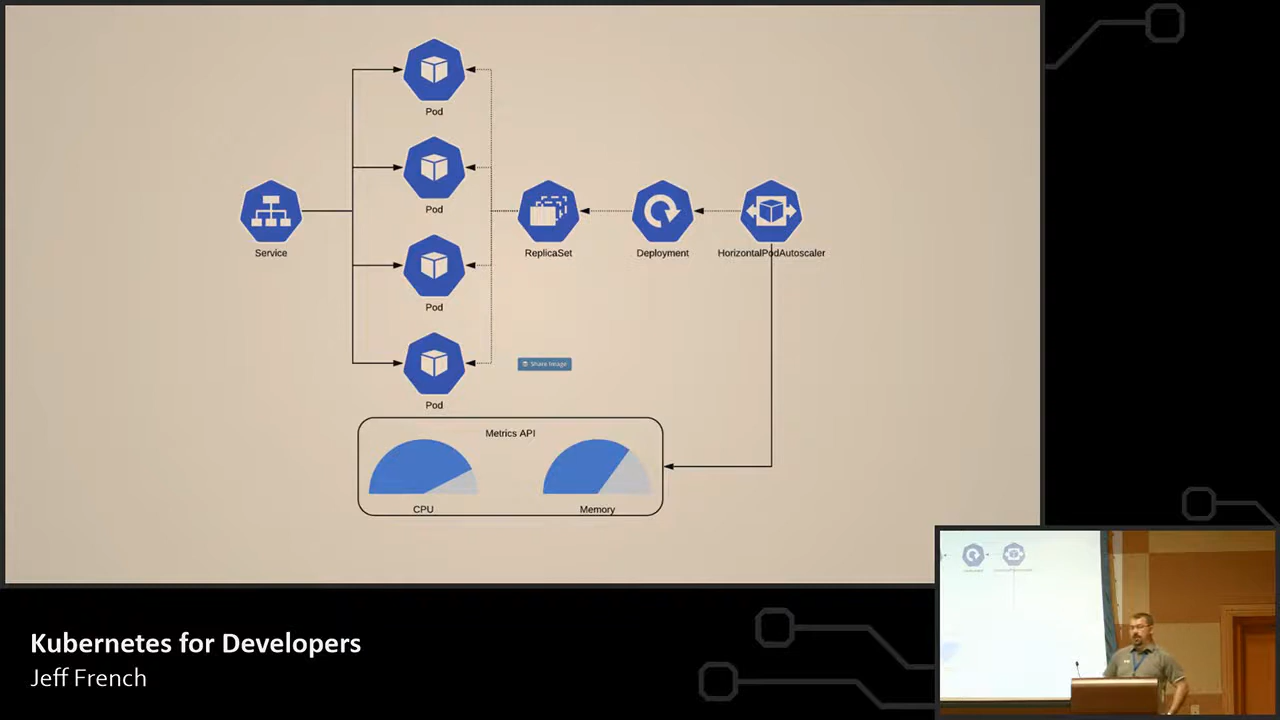 Pod
Pod
Service
ReplicaSet
Deployment
HorizontalPodAutoscaler
Pod
Share Image
Pod
Metrics API
CPU
Memory
Kubernetes for Developers
Jeff French